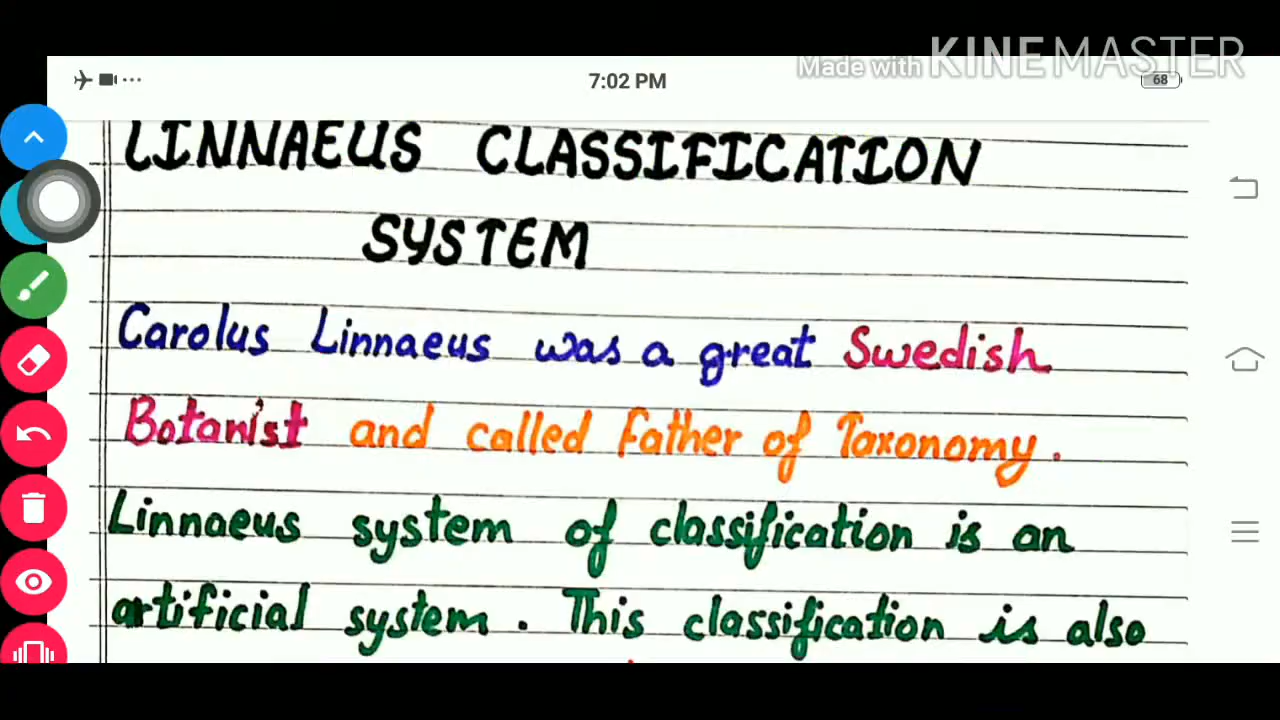 Made with KINEMASTER
7:02 PM
68
LINNAEUS CLASSIFICATION
SYSTEM
Carolus Linnaeus was a great Swedish
Botanist and called Father of Taxonomy.
Linnaeus system of classification is an
artificial system. This classification is also